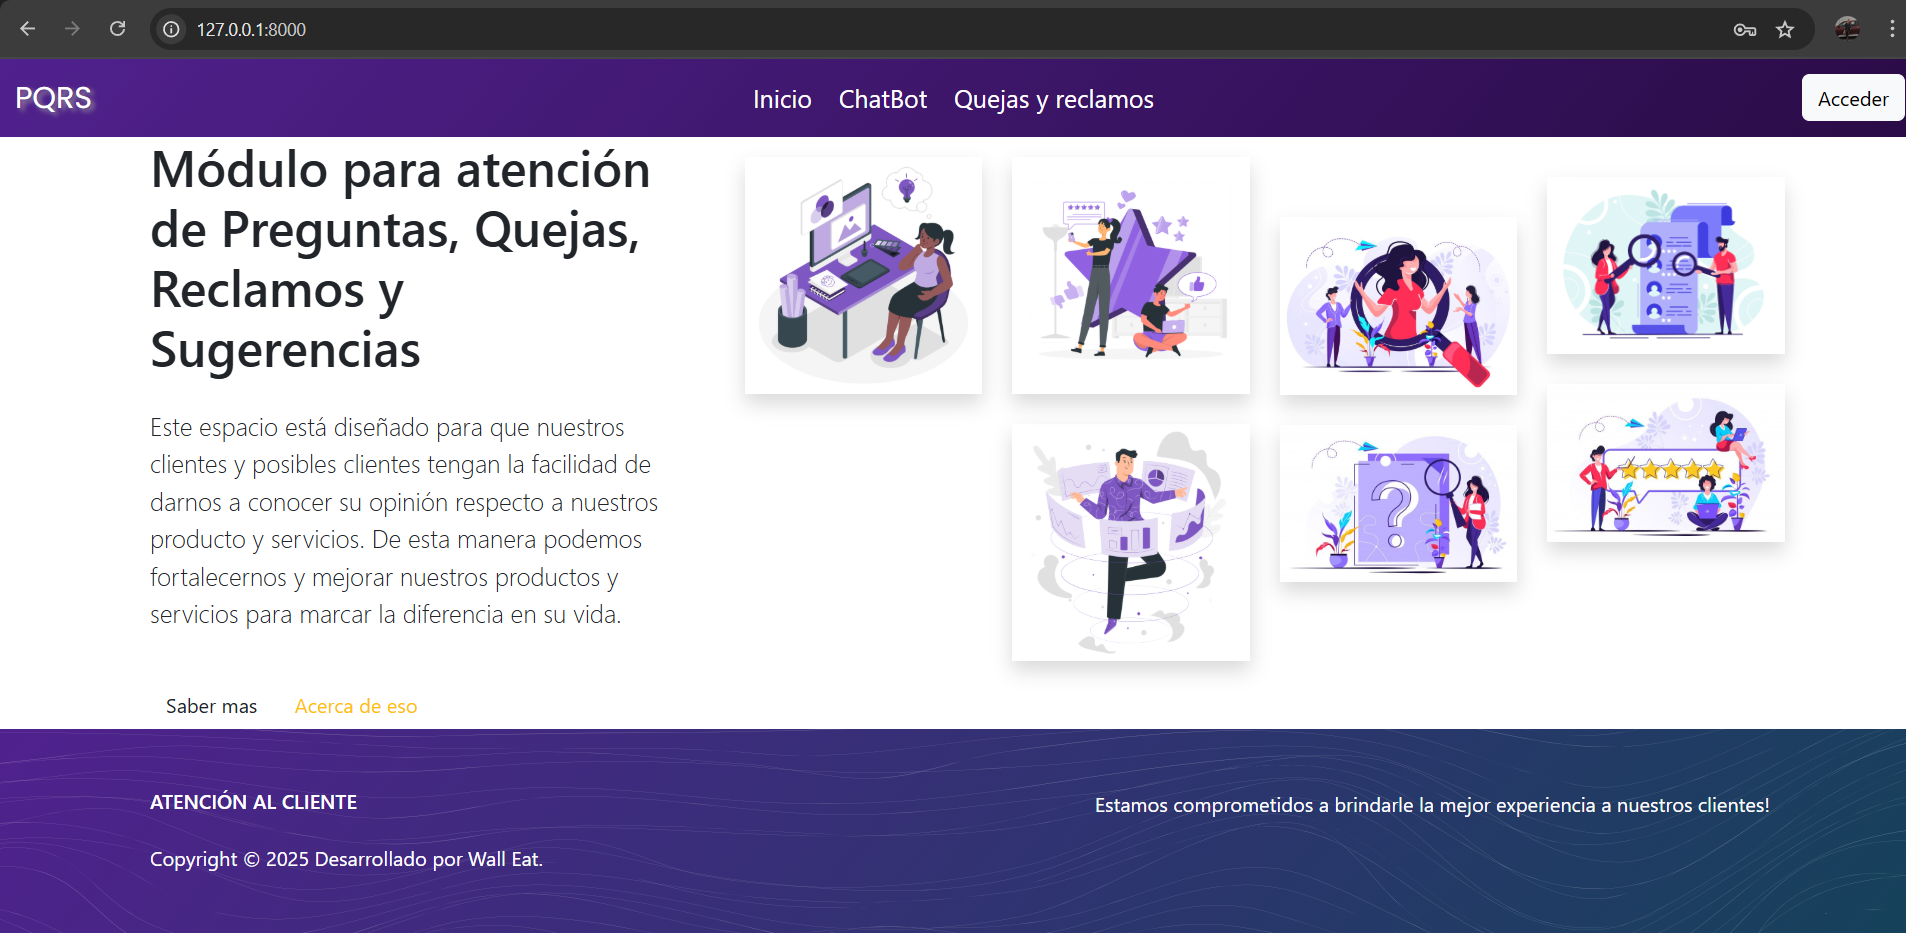 127.0.0.1:8000
PQRS
Inicio ChatBot Quejas y reclamos
Acceder
Módulo para atención
de Preguntas, Quejas,
Reclamos y
Sugerencias
Este espacio está diseñado para que nuestros
clientes y posibles clientes tengan la facilidad de
darnos a conocer su opinión respecto a nuestros
producto y servicios. De esta manera podemos
fortalecernos y mejorar nuestros productos y
servicios para marcar la diferencia en su vida.
Saber mas Acerca de eso
?
ATENCIÓN AL CLIENTE
Estamos comprometidos a brindarle la mejor experiencia a nuestros clientes!
Copyright © 2025 Desarrollado por Wall Eat.